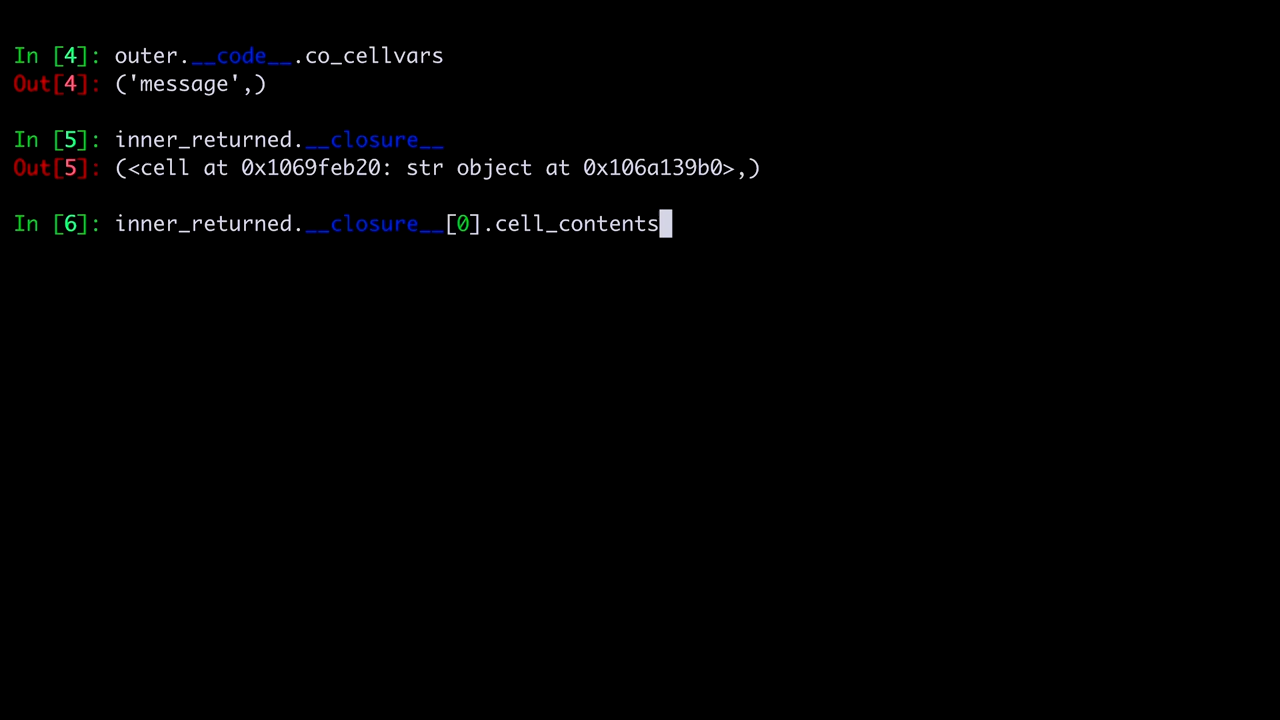 In [4]: outer.__code__.co_cellvars
Out[4]: ('message',)
In [5]: inner_returned.__closure__
Out[5]: (<cell at 0x1069feb20: str object at 0x106a139b0>,)
In [6]: inner_returned.__closure__[0].cell_contents